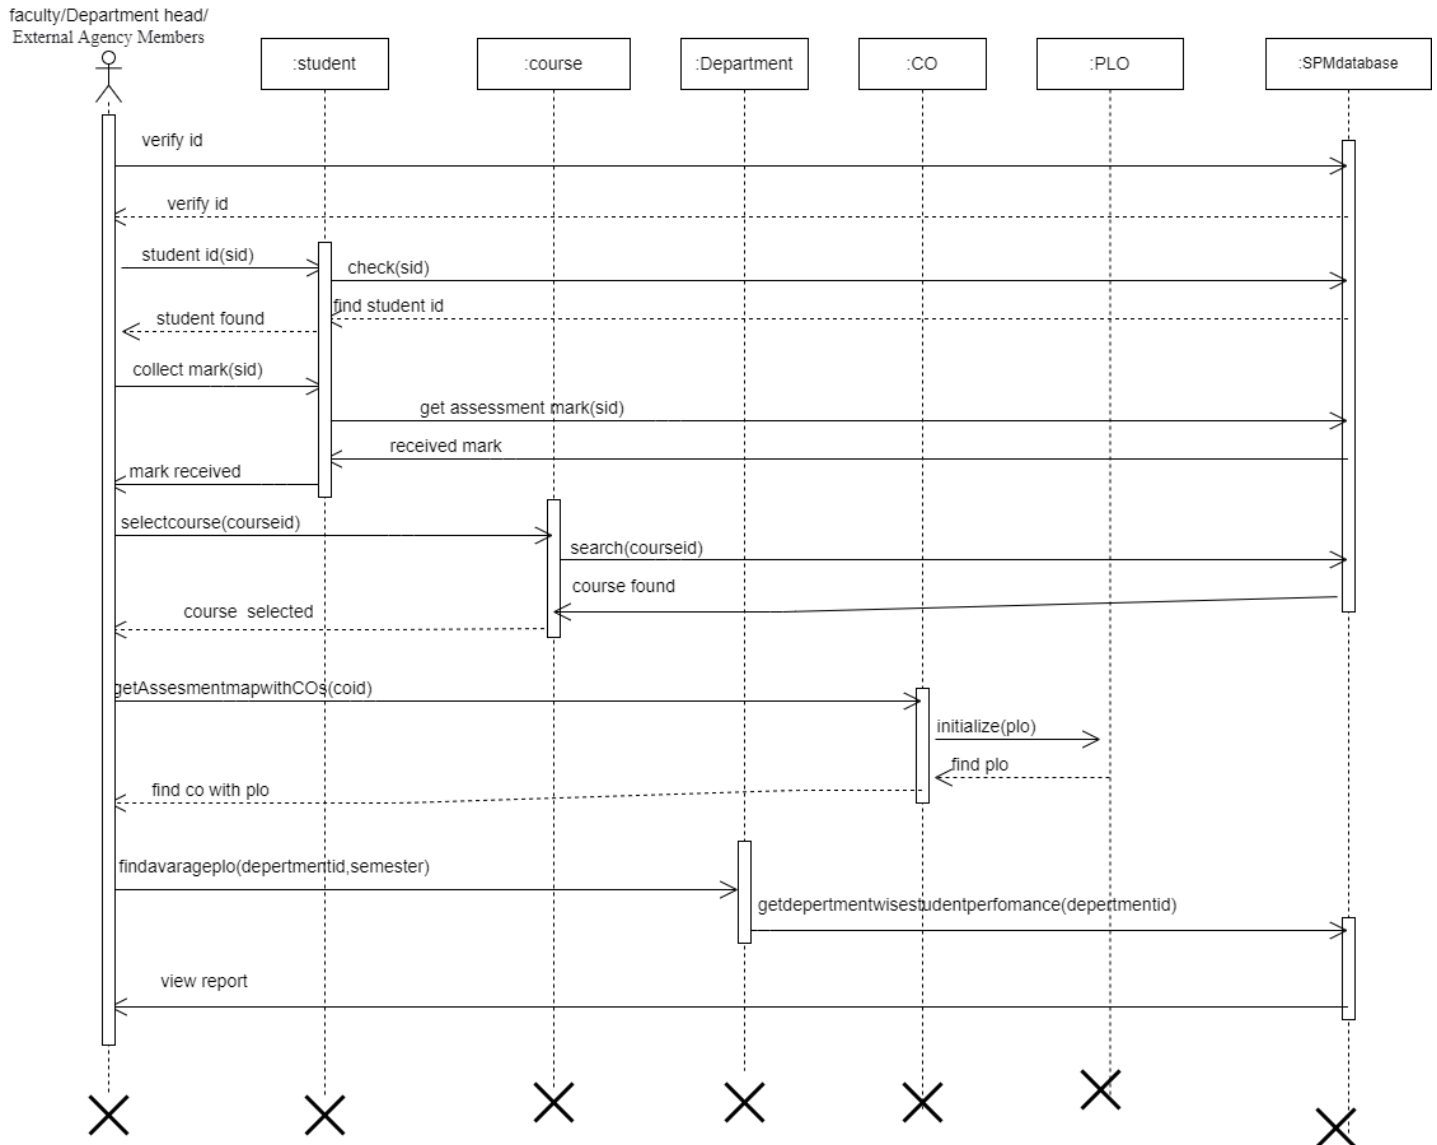 faculty/Department head/
External Agency Members
:student
:course
:Department
:CO
:PLO
:SPMdatabase
verify id
verify id
student id(sid)
check(sid)
find student id
student found
collect mark(sid)
get assessment mark(sid)
received mark
mark received
selectcourse(courseid)
search(courseid)
course found
course  selected
getAssesmentmapwithCOs(coid)
initialize(plo)
find plo
find co with plo
findavarageplo(depertmentid,semester)
getdepertmentwisestudentperfomance(depertmentid)
view report